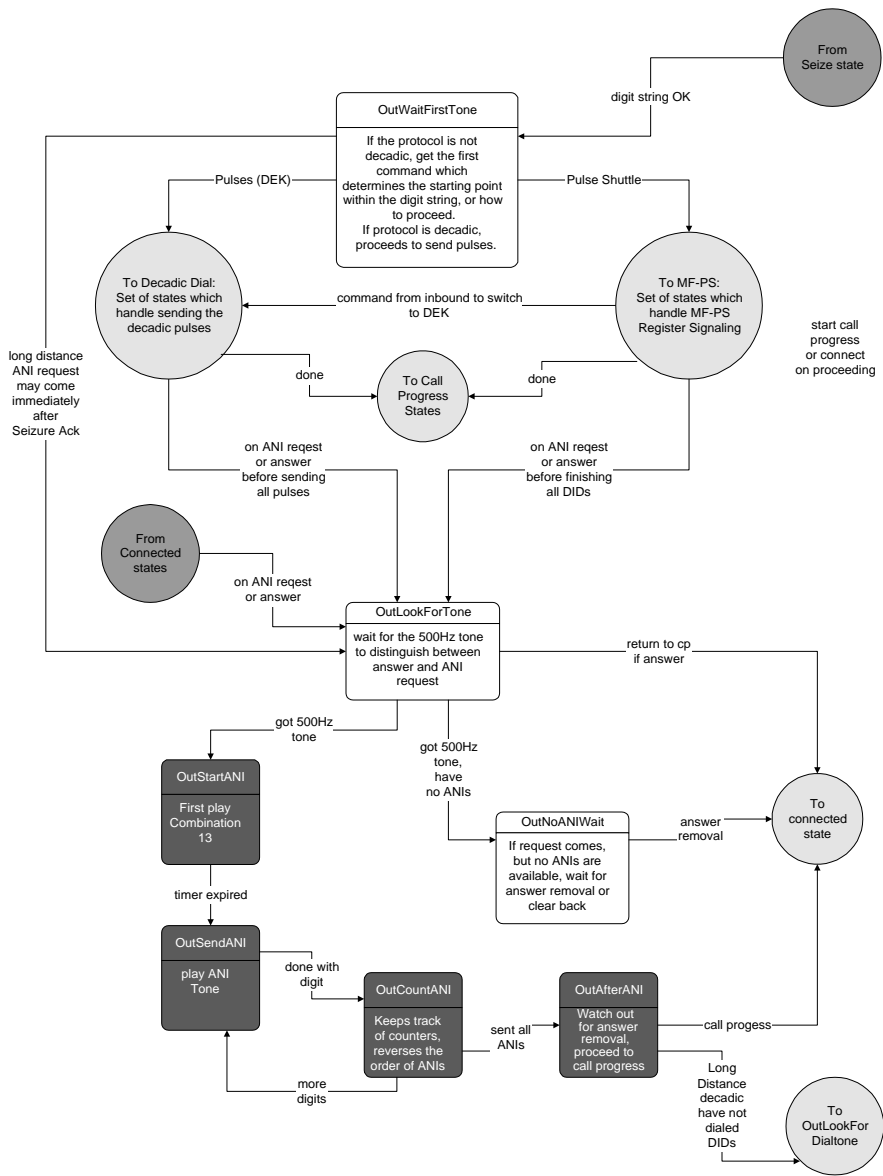 From
Seize state
digit string OK
OutWaitFirstTone
If the protocol is not
decadic, get the first
command which
determines the starting point
within the digit string, or how
to proceed.
If protocol is decadic,
proceeds to send pulses.
Pulses (DEK)
Pulse Shuttle
To Decadic Dial:
Set of states which
handle sending the
decadic pulses
command from inbound to switch
to DEK
To MF-PS:
Set of states which
handle MF-PS
Register Signaling
start call
progress
or connect
on proceeding
long distance
ANI request
may come
immediately
after
Seizure Ack
done
To Call
Progress
States
done
on ANI reqest
or answer
before sending
all pulses
on ANI reqest
or answer
before finishing
all DIDs
From
Connected
states
on ANI reqest
or answer
OutLookForTone
wait for the 500Hz tone
to distinguish between
answer and ANI
request
return to cp
if answer
got 500Hz
tone
got 500Hz
tone,
have
no ANIs
OutStartANI
First play
Combination
13
OutNoANIWait
If request comes,
but no ANIs are
available, wait for
answer removal or
clear back
answer
removal
To
connected
state
timer expired
OutSendANI
play ANI
Tone
done with
digit
OutCountANI
Keeps track
of counters,
reverses the
order of ANIs
sent all
ANIs
OutAfterANI
Watch out
for answer
removal,
proceed to
call progress
call progess
more
digits
Long
Distance
decadic
have not
dialed
DIDs
To
OutLookFor
Dialtone